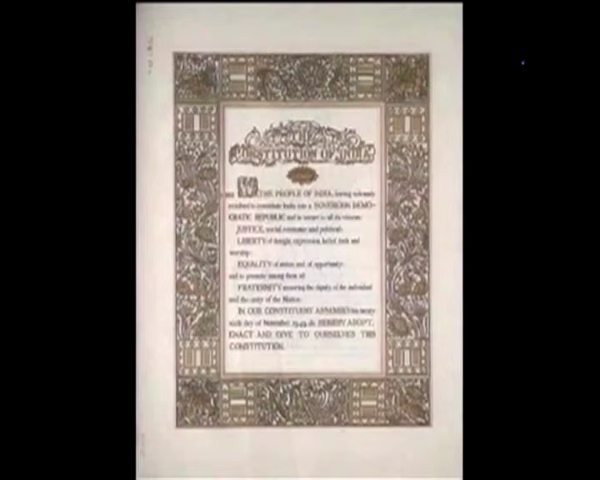 THE
CONSTITUTION OF INDIA
WE, THE PEOPLE OF INDIA, having solemnly
resolved to constitute India into a SOVEREIGN DEMO-
CRATIC REPUBLIC and to secure to all its citizens:
JUSTICE, social, economic and political;
LIBERTY of thought, expression, belief, faith and
worship;
EQUALITY of status and of opportunity;
and to promote among them all
FRATERNITY assuring the dignity of the individual
and the unity of the Nation;
IN OUR CONSTITUENT ASSEMBLY this twenty
sixth day of November, 1949, do HEREBY ADOPT,
ENACT AND GIVE TO OURSELVES THIS
CONSTITUTION.